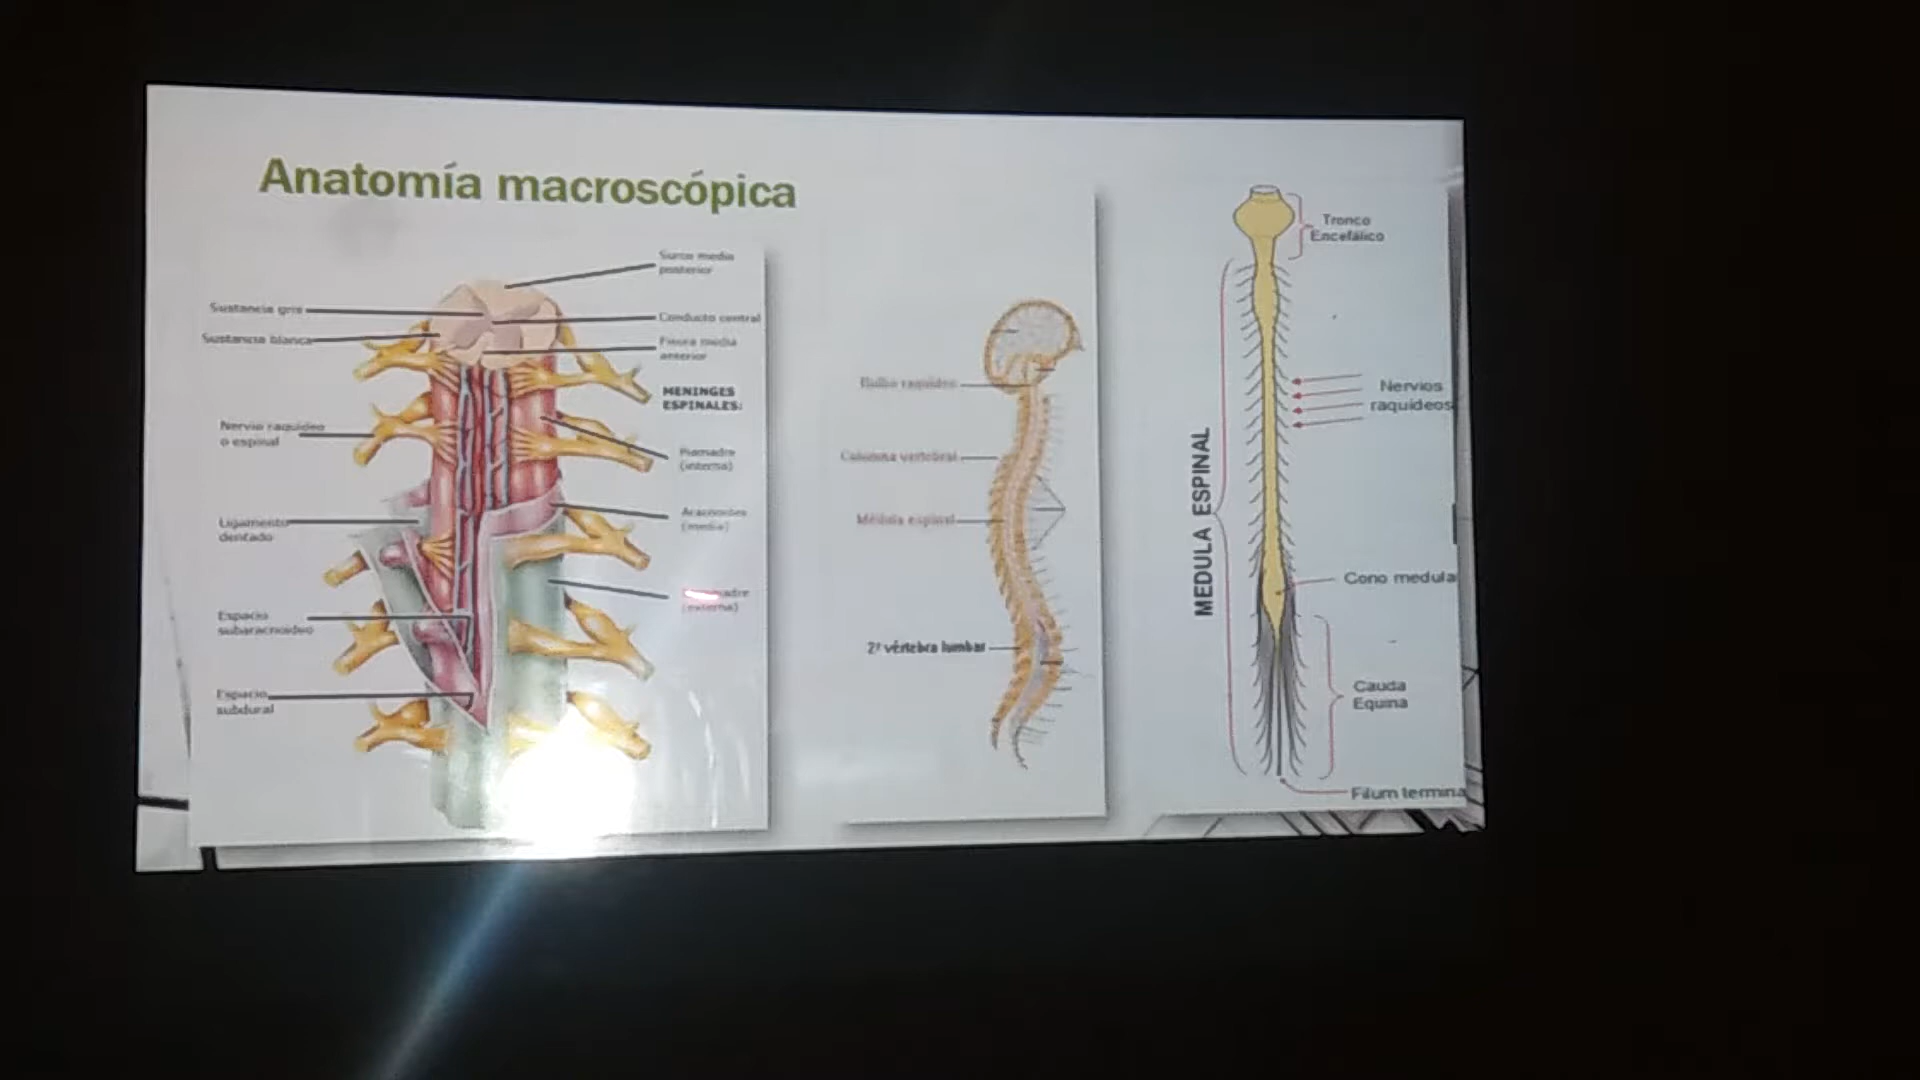 Anatomía macroscópica
Surco medio
posterior
Sustancia gris
Conducto central
Sustancia blanca
Fisura media
anterior
MENINGES
ESPINALES:
Nervio raquídeo
o espinal
Piamadre
(interna)
Aracnoides
(media)
Ligamento
dentado
(externa)
Espacio
subaracnoideo
Espacio
subdural
Bulbo raquídeo
Columna vertebral
Médula espinal
2ª vértebra lumbar
Tronco
Encefálico
Nervios
raquideos
MEDULA ESPINAL
Cono medula
Cauda
Equina
Filum termina